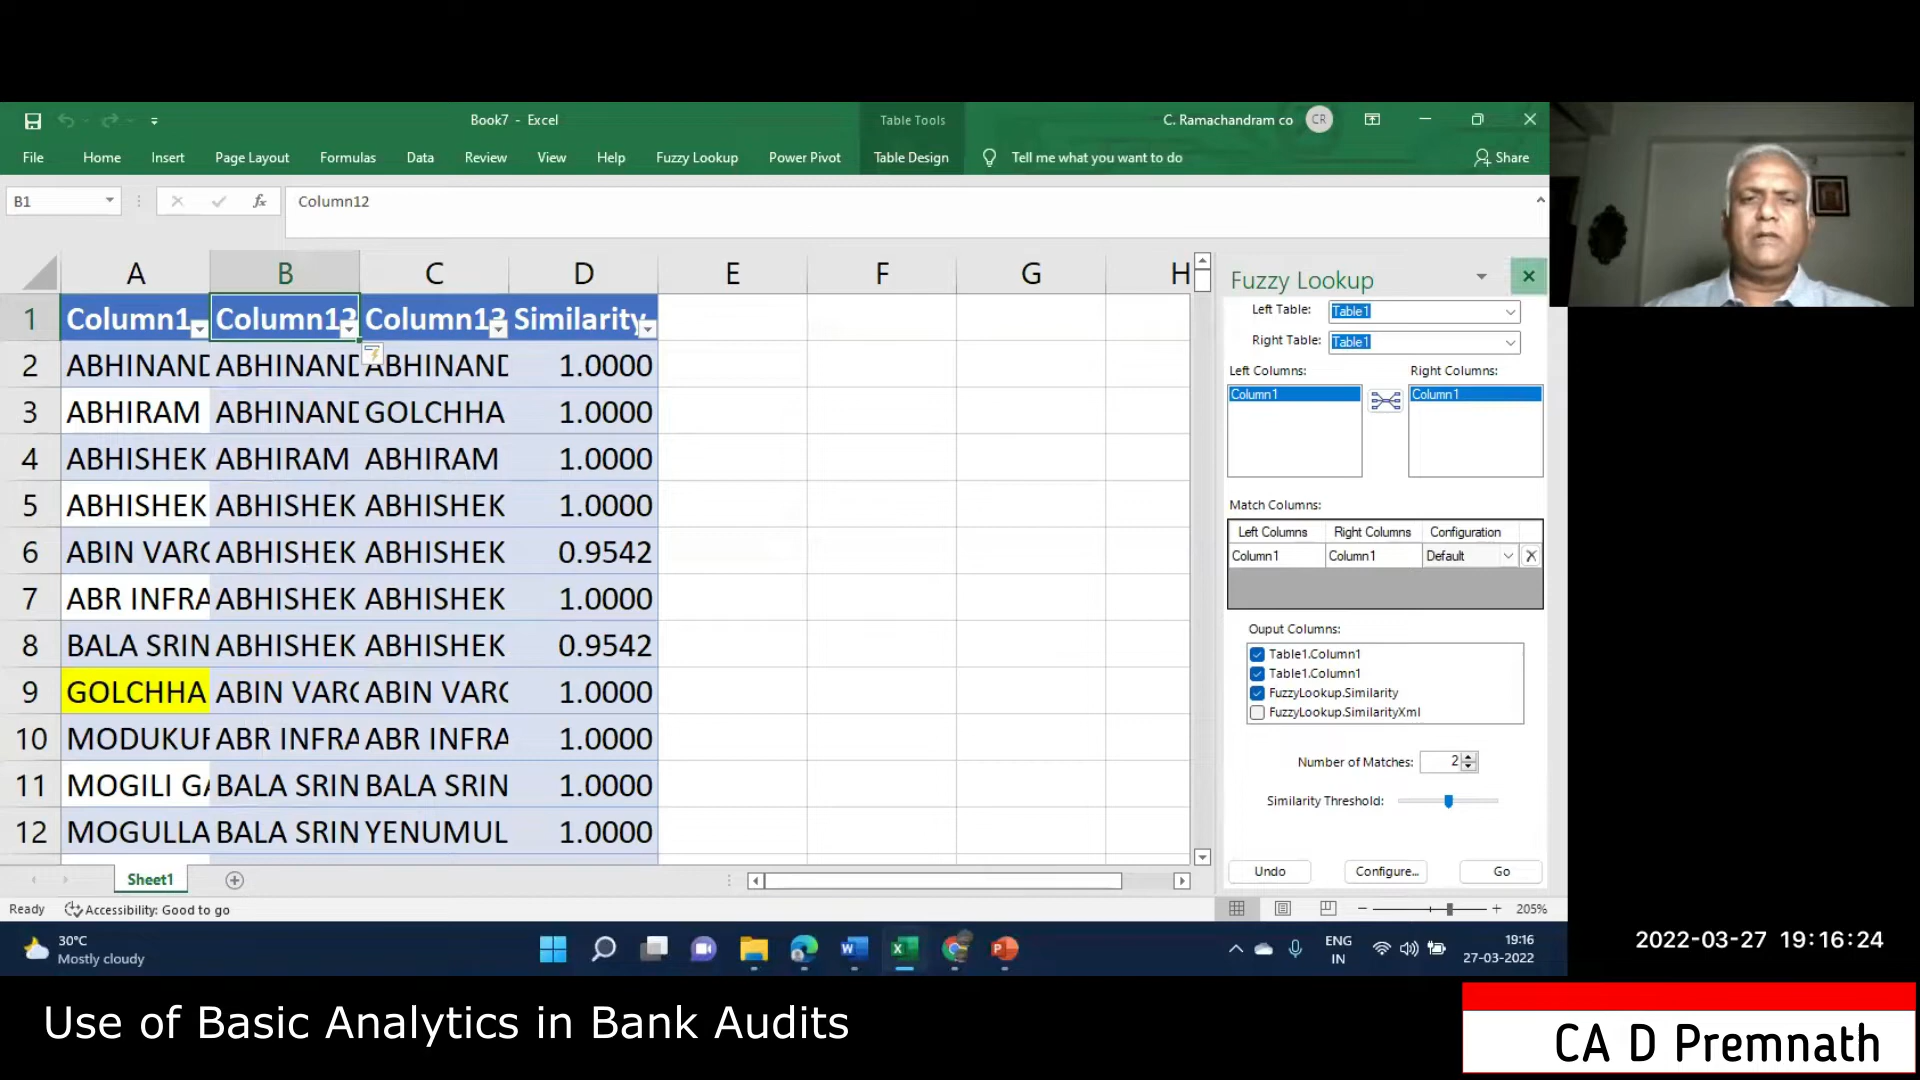 Book7 - Excel
Table Tools
C. Ramachandram co
CR
File Home Insert Page Layout Formulas Data Review View Help Fuzzy Lookup Power Pivot Table Design Tell me what you want to do Share
B1
fx
Column12
A B C D E F G H
1 Column1 Column12 Column13 Similarity
2 ABHINAND ABHINAND ABHINAND 1.0000
3 ABHIRAM ABHINAND GOLCHHA 1.0000
4 ABHISHEK ABHIRAM ABHIRAM 1.0000
5 ABHISHEK ABHISHEK ABHISHEK 1.0000
6 ABIN VARG ABHISHEK ABHISHEK 0.9542
7 ABR INFRA ABHISHEK ABHISHEK 1.0000
8 BALA SRIN ABHISHEK ABHISHEK 0.9542
9 GOLCHHA ABIN VARG ABIN VARG 1.0000
10 MODUKUR ABR INFRA ABR INFRA 1.0000
11 MOGILI GA BALA SRIN BALA SRIN 1.0000
12 MOGULLA BALA SRIN YENUMUL 1.0000
Sheet1
Ready
Accessibility: Good to go
205%
Fuzzy Lookup
Left Table: Table1
Right Table: Table1
Left Columns: Right Columns:
Column1 Column1
Match Columns:
Left Columns Right Columns Configuration
Column1 Column1 Default X
Ouput Columns:
Table1.Column1
Table1.Column1
FuzzyLookup.Similarity
FuzzyLookup.SimilarityXml
Number of Matches: 2
Similarity Threshold:
Undo Configure... Go
30°C
Mostly cloudy
ENG
IN
19:16
27-03-2022
2022-03-27 19:16:24
Use of Basic Analytics in Bank Audits
CA D Premnath